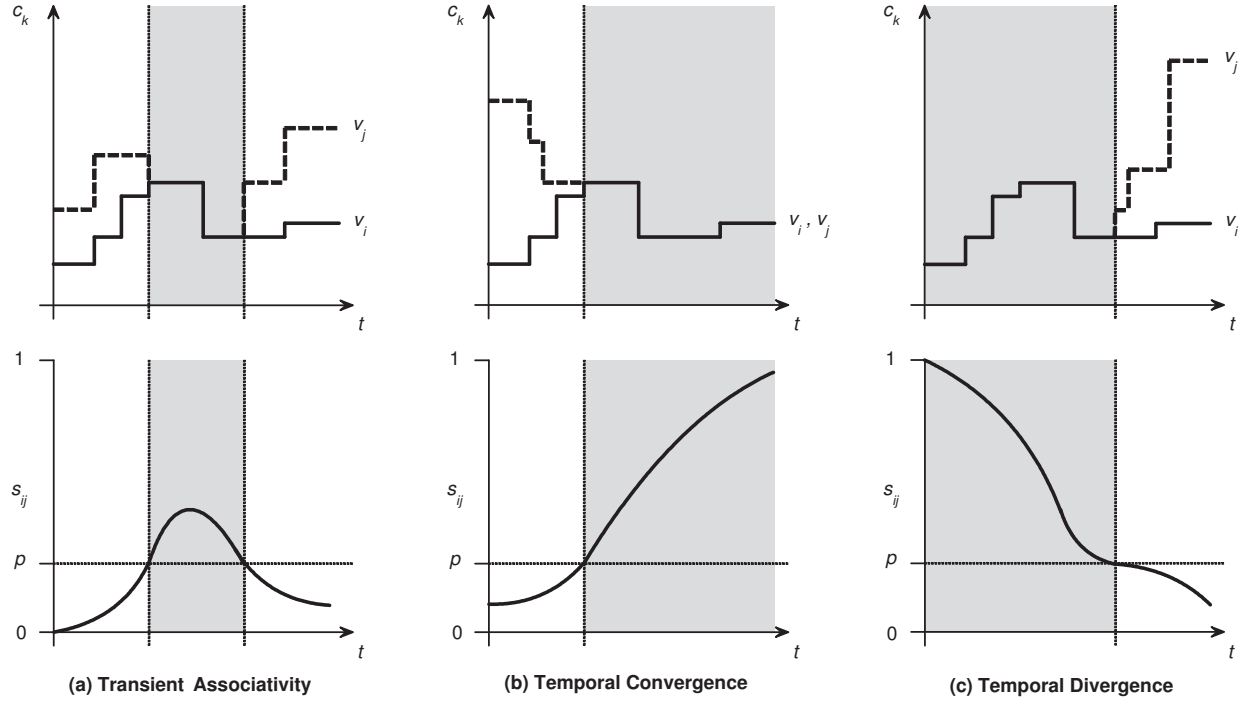 c_k
v_j
v_i
t
c_k
v_i , v_j
t
c_k
v_j
v_i
t
1
s_ij
p
0
t
1
s_ij
p
0
t
1
s_ij
p
0
t
(a) Transient Associativity
(b) Temporal Convergence
(c) Temporal Divergence